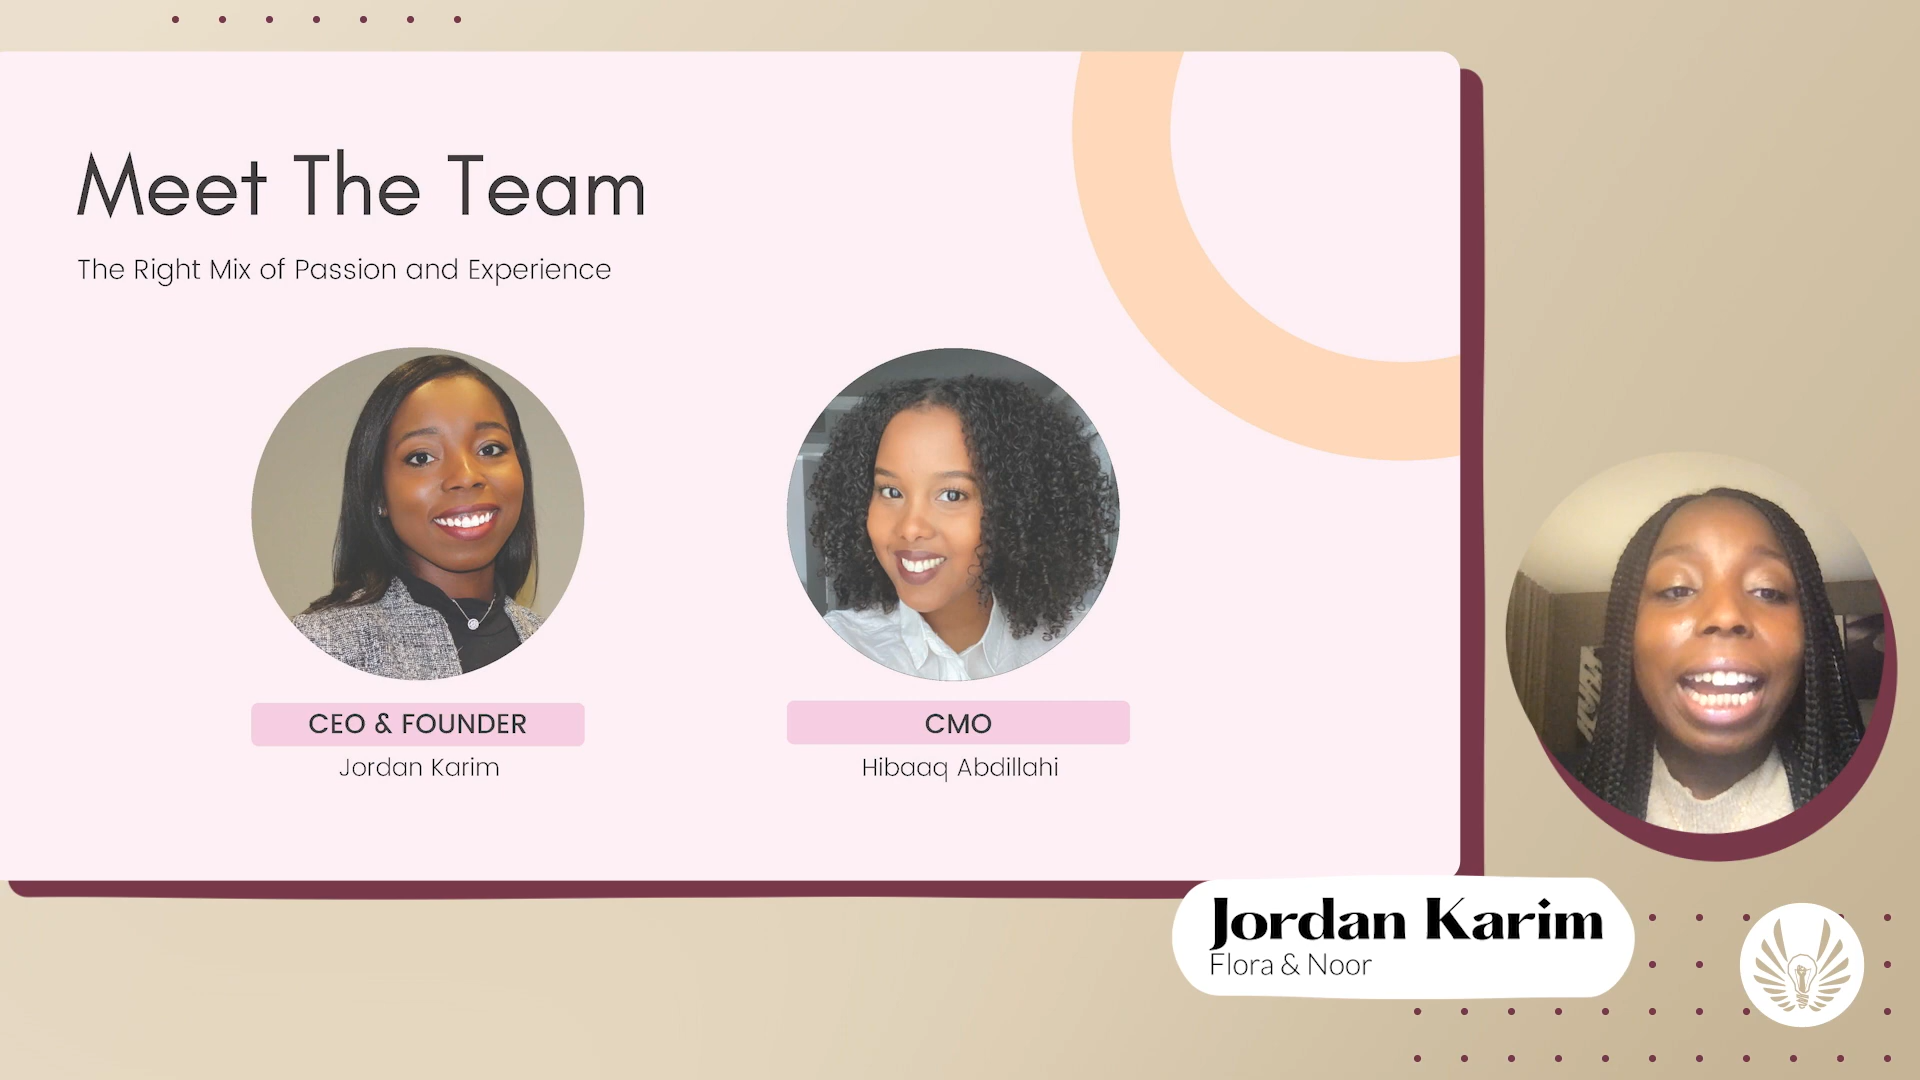 Meet The Team
The Right Mix of Passion and Experience
CEO & FOUNDER
Jordan Karim
CMO
Hibaaq Abdillahi
Jordan Karim
Flora & Noor